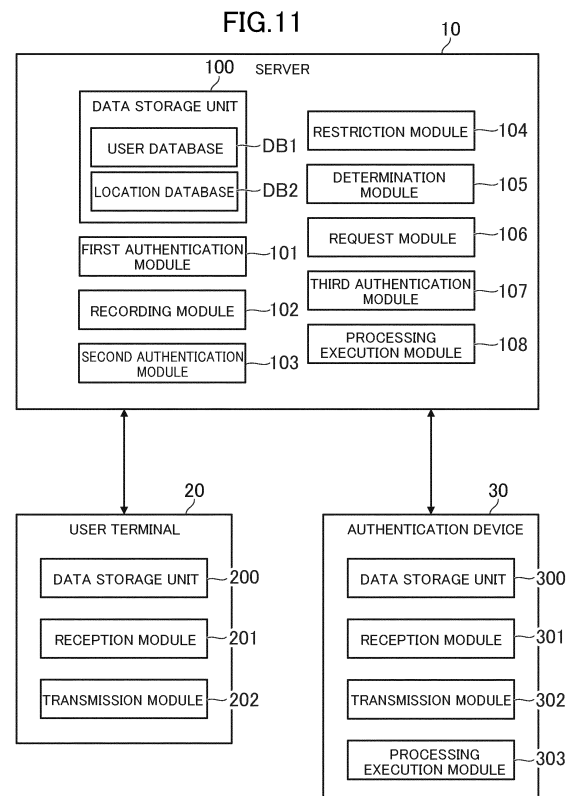 FIG.11
10
SERVER
100
DATA STORAGE UNIT
USER DATABASE
DB1
LOCATION DATABASE
DB2
FIRST AUTHENTICATION
MODULE
101
RECORDING MODULE
102
SECOND AUTHENTICATION
MODULE
103
RESTRICTION MODULE
104
DETERMINATION
MODULE
105
REQUEST MODULE
106
THIRD AUTHENTICATION
MODULE
107
PROCESSING
EXECUTION MODULE
108
20
USER TERMINAL
DATA STORAGE UNIT
200
RECEPTION MODULE
201
TRANSMISSION MODULE
202
30
AUTHENTICATION DEVICE
DATA STORAGE UNIT
300
RECEPTION MODULE
301
TRANSMISSION MODULE
302
PROCESSING
EXECUTION MODULE
303